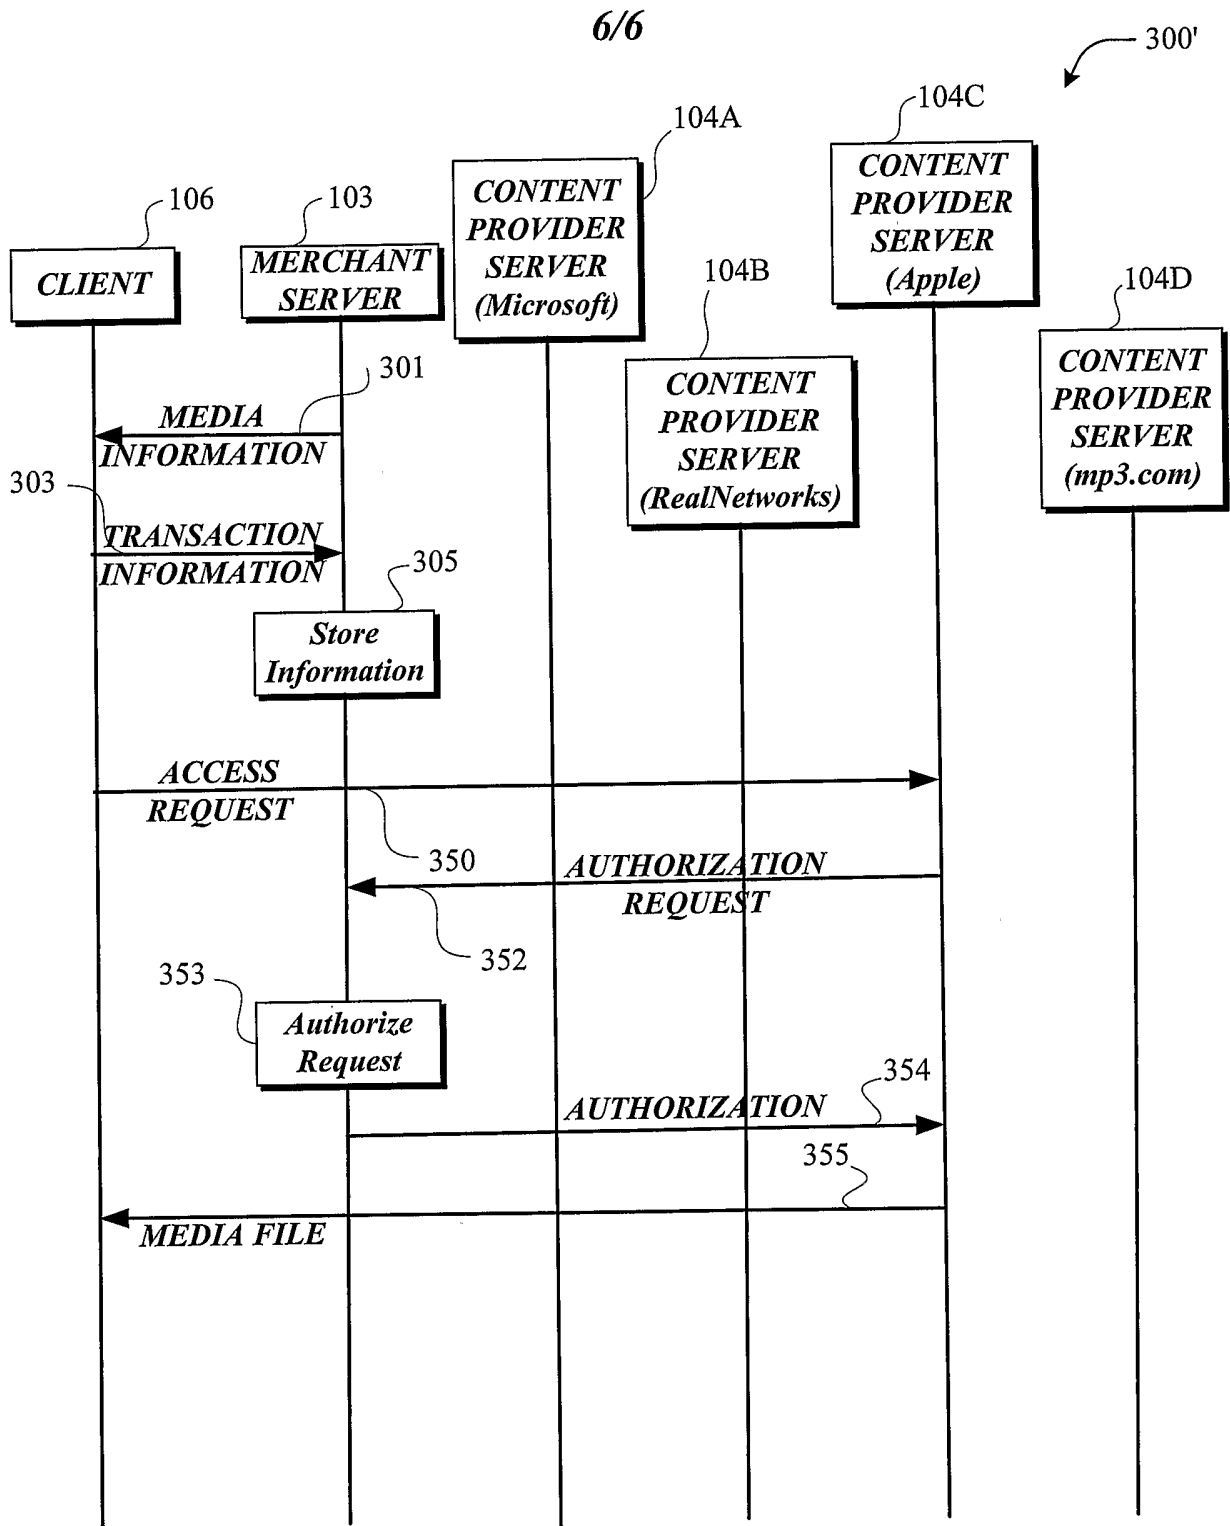 6/6
300'
104C
104A
CONTENT
PROVIDER
SERVER
(Apple)
CONTENT
PROVIDER
SERVER
(Microsoft)
106
103
CLIENT
MERCHANT
SERVER
104B
104D
CONTENT
PROVIDER
SERVER
(RealNetworks)
CONTENT
PROVIDER
SERVER
(mp3.com)
301
MEDIA
INFORMATION
303
TRANSACTION
INFORMATION
305
Store
Information
ACCESS
REQUEST
350
AUTHORIZATION
REQUEST
352
353
Authorize
Request
354
AUTHORIZATION
355
MEDIA FILE